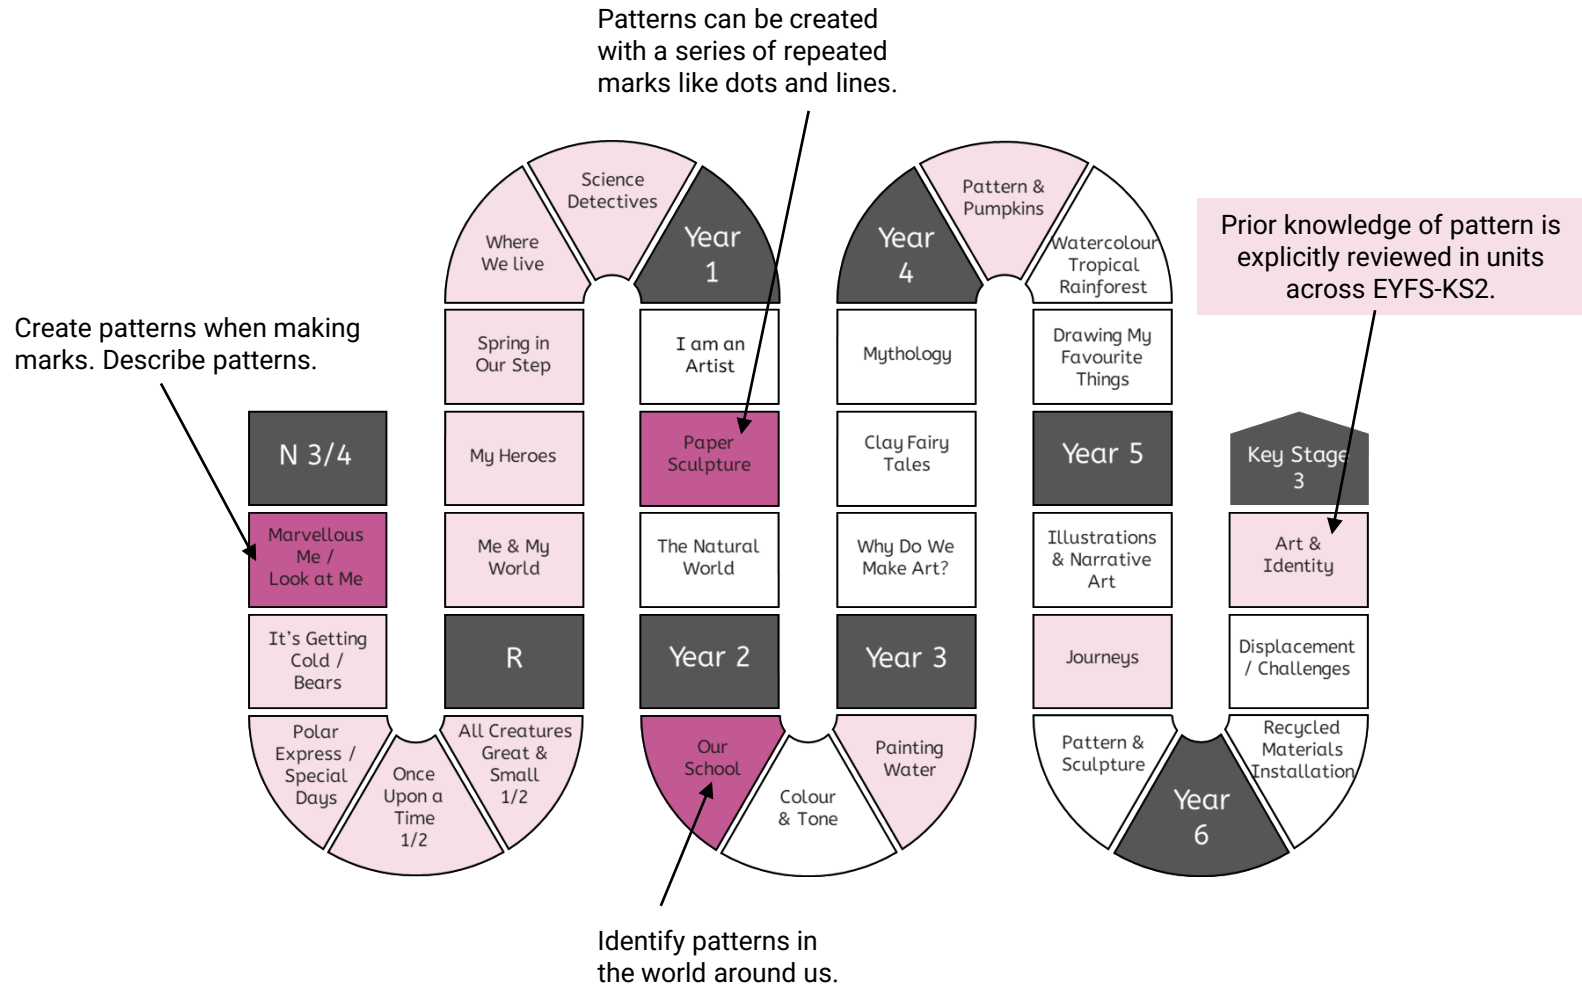 Patterns can be created
with a series of repeated
marks like dots and lines.
Prior knowledge of pattern is
explicitly reviewed in units
across EYFS-KS2.
Create patterns when making
marks. Describe patterns.
N 3/4
Marvellous
Me /
Look at Me
It’s Getting
Cold /
Bears
Polar
Express /
Special
Days
Once
Upon a
Time
1/2
All Creatures
Great &
Small
1/2
R
Me & My
World
My Heroes
Spring in
Our Step
Where
We live
Science
Detectives
Year
1
I am an
Artist
Paper
Sculpture
The Natural
World
Year 2
Our
School
Colour
& Tone
Painting
Water
Year 3
Why Do We
Make Art?
Clay Fairy
Tales
Mythology
Year
4
Pattern &
Pumpkins
Watercolour
Tropical
Rainforest
Drawing My
Favourite
Things
Year 5
Illustrations
& Narrative
Art
Journeys
Pattern &
Sculpture
Year
6
Recycled
Materials
Installation
Displacement
/ Challenges
Art &
Identity
Key Stage
3
Identify patterns in
the world around us.